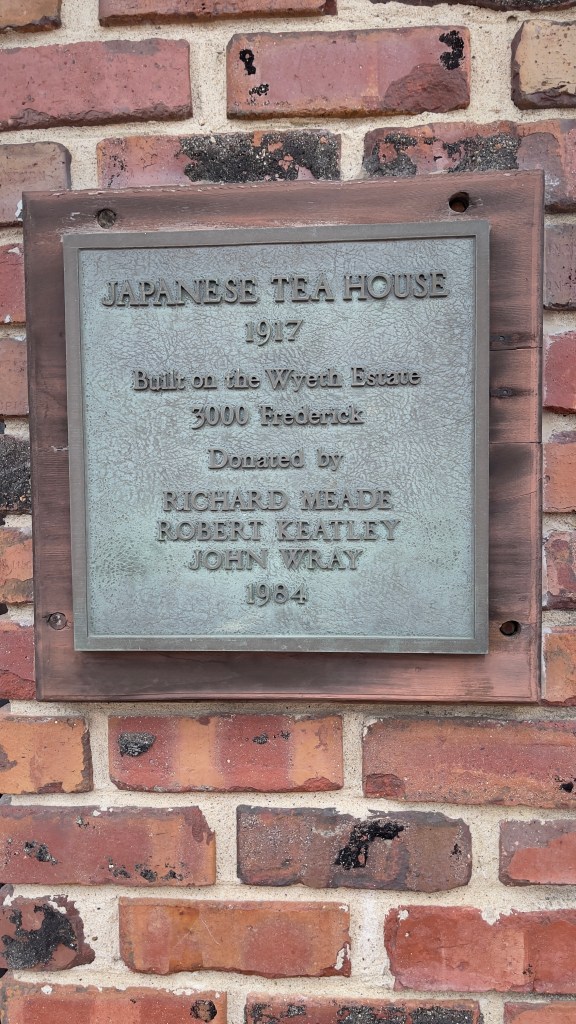 JAPANESE TEA HOUSE
1917
Built on the Wyeth Estate
3000 Frederick
Donated by
RICHARD MEADE
ROBERT KEATLEY
JOHN WRAY
1984